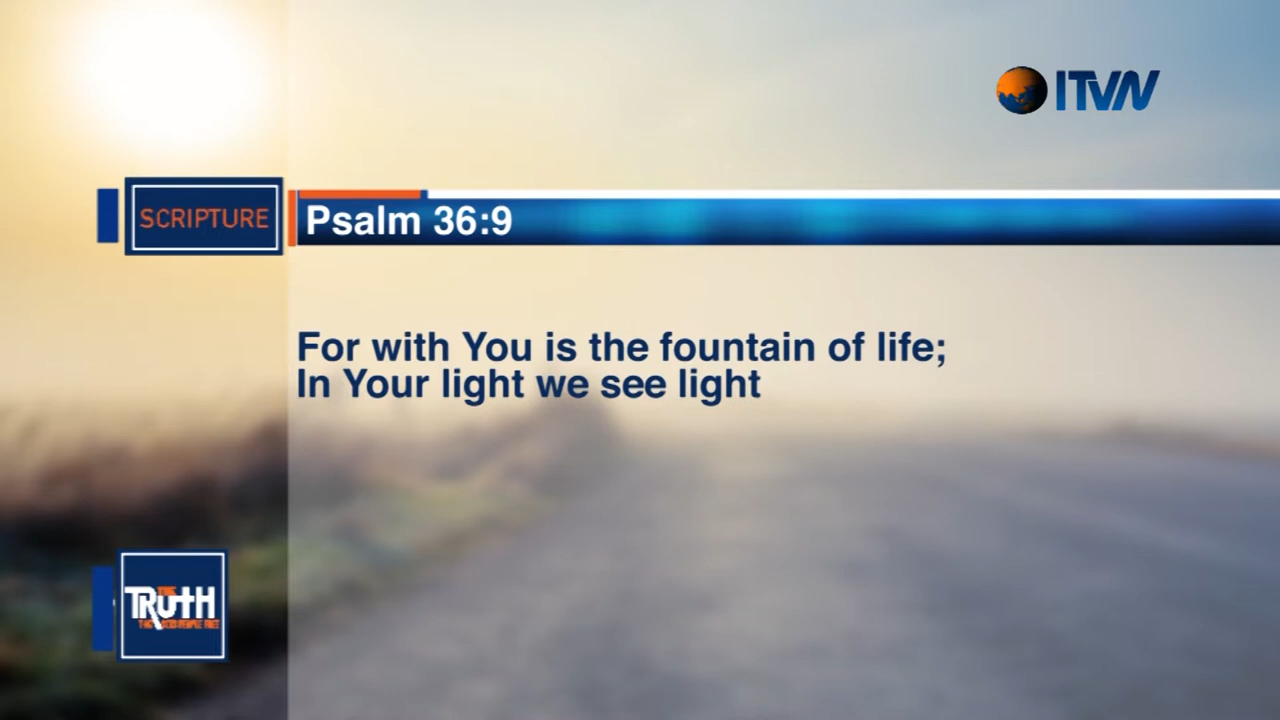 ITVN
SCRIPTURE
Psalm 36:9
For with You is the fountain of life;
In Your light we see light
THE
TRUTH